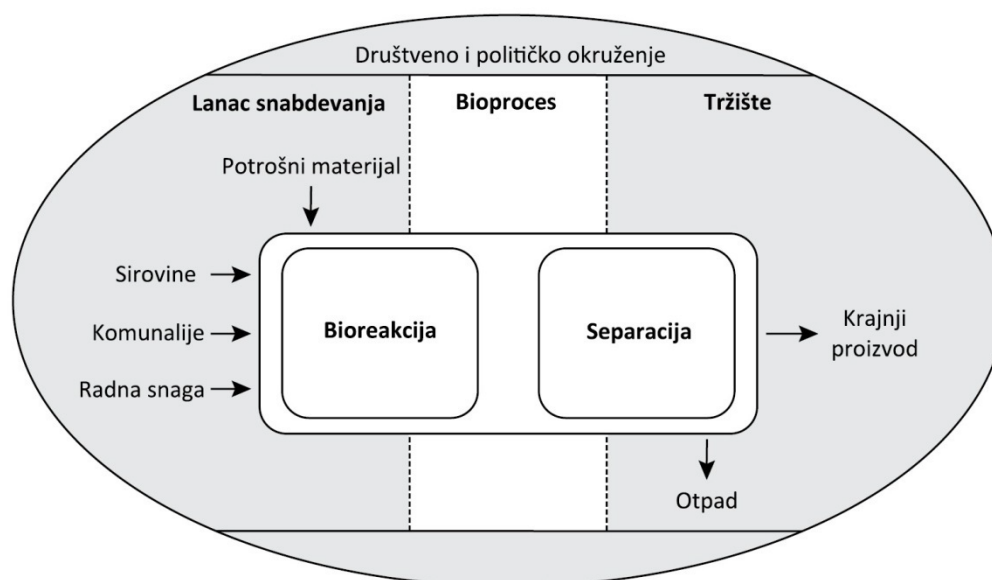 Društveno i političko okruženje
Lanac snabdevanja
Bioproces
Tržište
Potrošni materijal
Sirovine
Komunalije
Radna snaga
Bioreakcija
Separacija
Krajnji
proizvod
Otpad